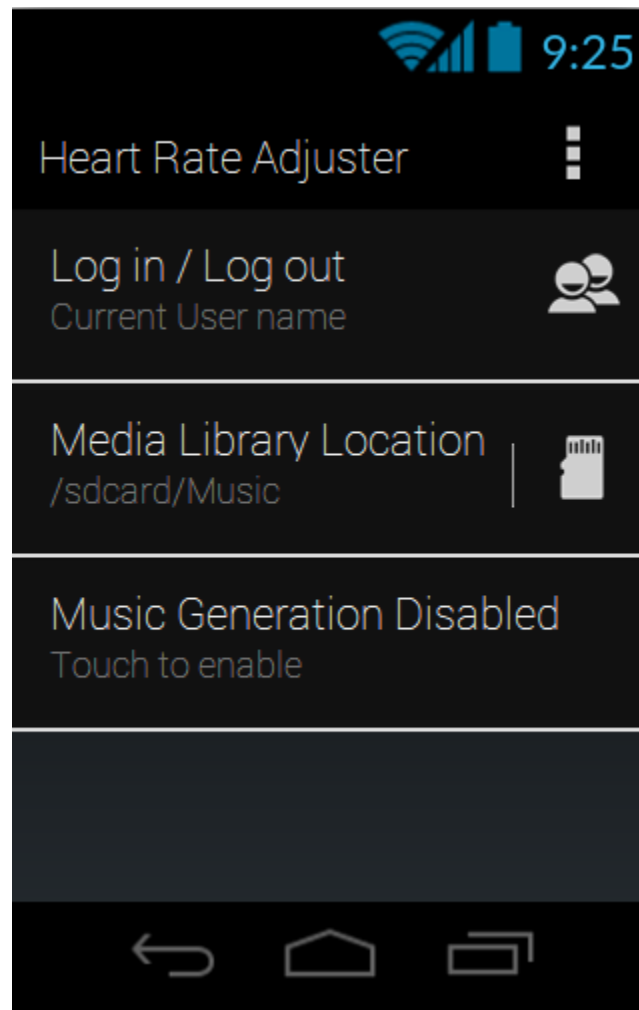 9:25
Heart Rate Adjuster
Log in / Log out
Current User name
Media Library Location
/sdcard/Music
Music Generation Disabled
Touch to enable